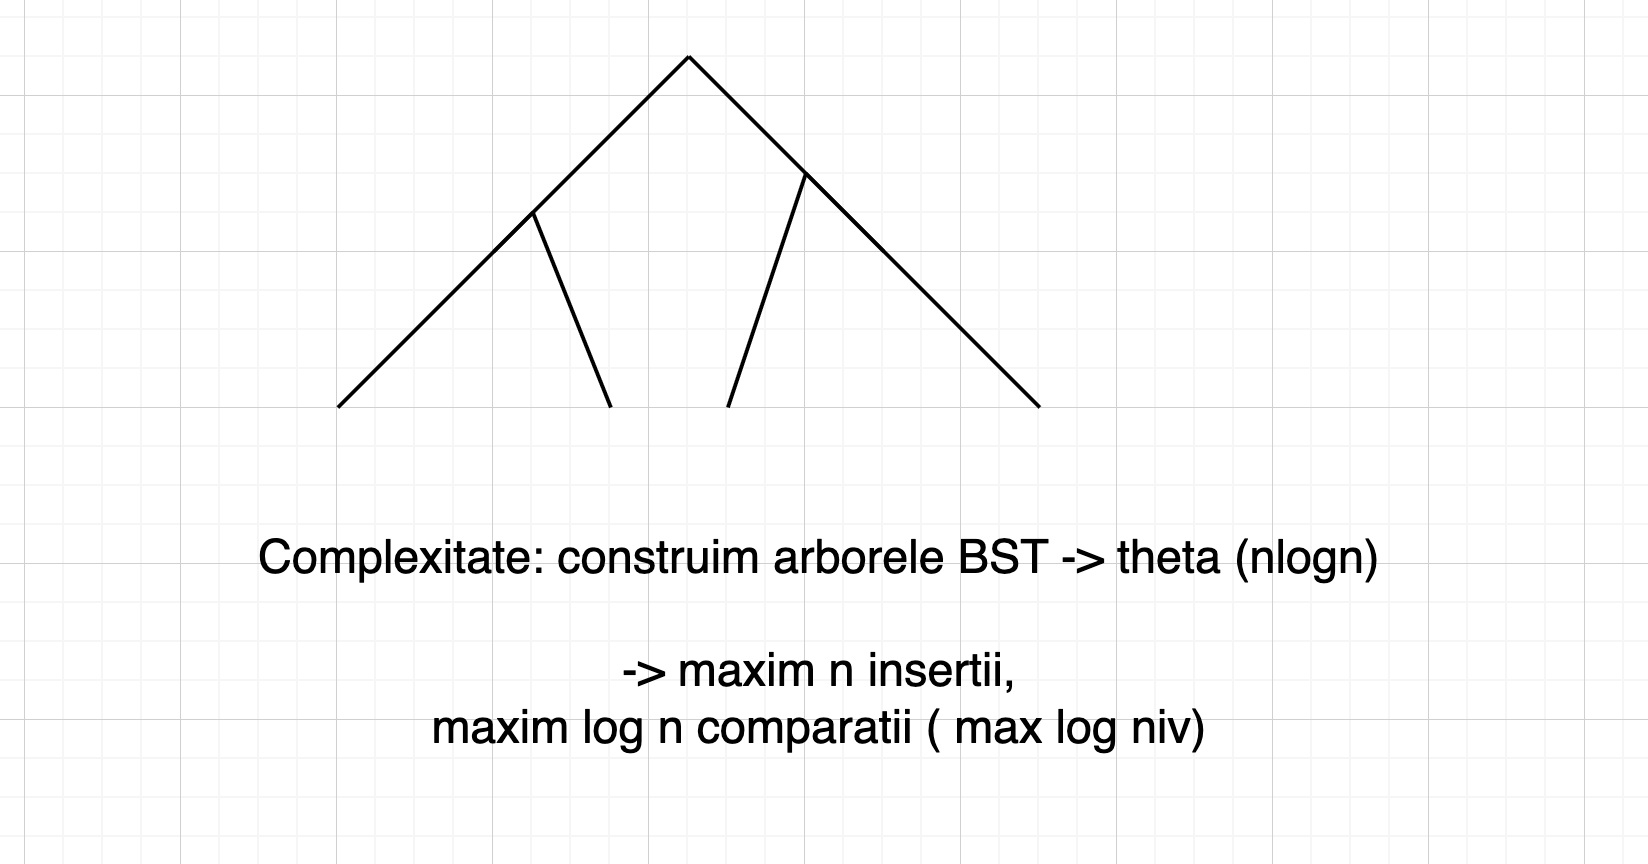 Complexitate: construim arborele BST -> theta (nlogn)
-> maxim n insertii,
maxim log n comparatii ( max log niv)